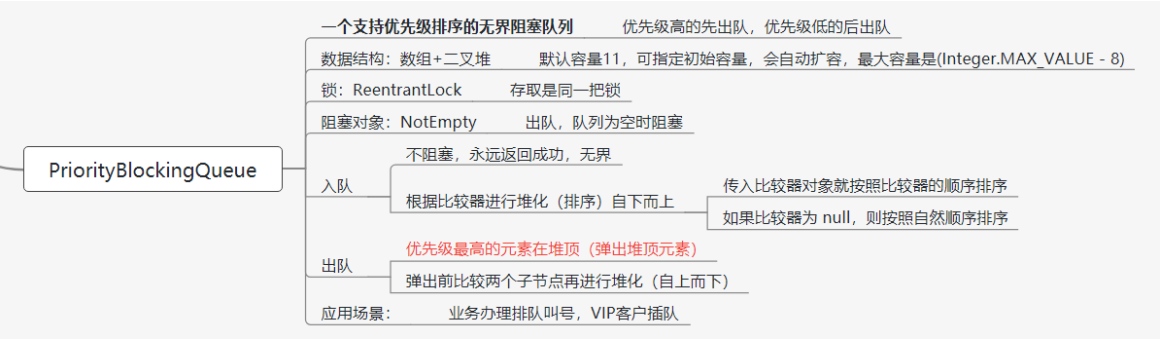 PriorityBlockingQueue
一个支持优先级排序的无界阻塞队列 优先级高的先出队，优先级低的后出队
数据结构：数组+二叉堆 默认容量11，可指定初始容量，会自动扩容，最大容量是(Integer.MAX_VALUE - 8)
锁：ReentrantLock 存取是同一把锁
阻塞对象：NotEmpty 出队，队列为空时阻塞
入队
不阻塞，永远返回成功，无界
根据比较器进行堆化（排序）自下而上
传入比较器对象就按照比较器的顺序排序
如果比较器为 null，则按照自然顺序排序
出队
优先级最高的元素在堆顶（弹出堆顶元素）
弹出前比较两个子节点再进行堆化（自上而下）
应用场景： 业务办理排队叫号，VIP客户插队